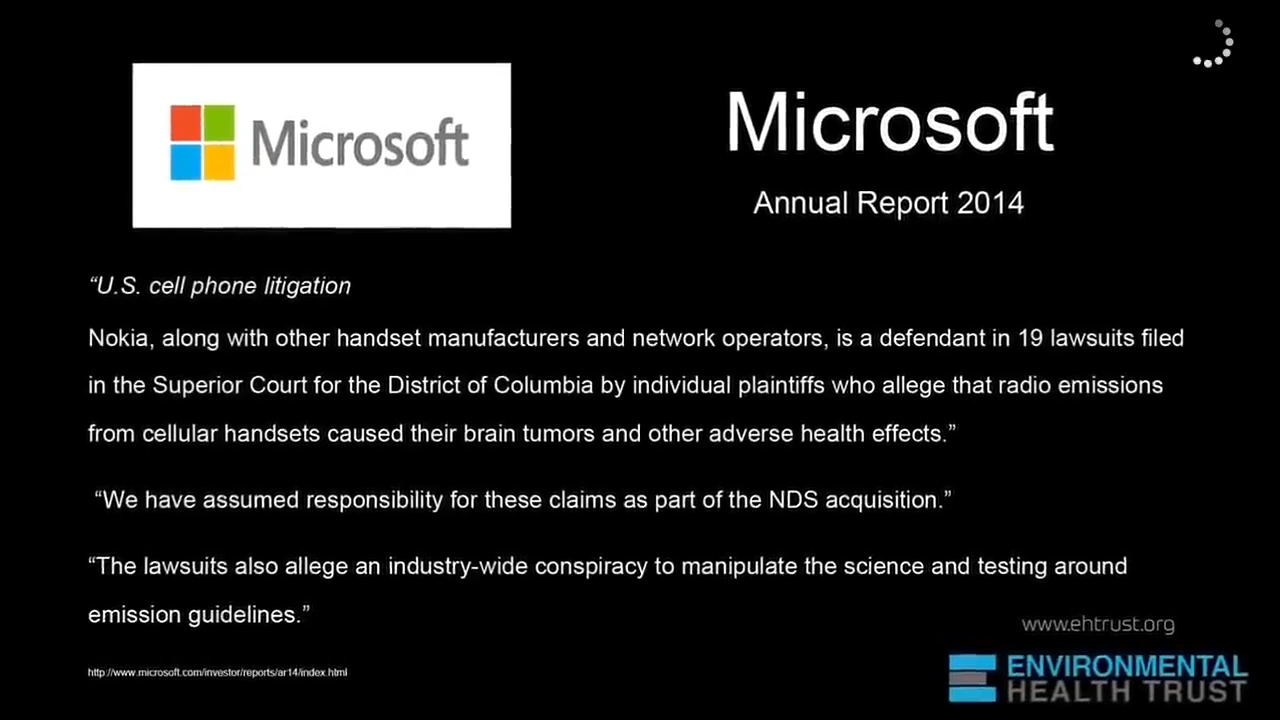 Microsoft
Microsoft
Annual Report 2014
“U.S. cell phone litigation
Nokia, along with other handset manufacturers and network operators, is a defendant in 19 lawsuits filed
in the Superior Court for the District of Columbia by individual plaintiffs who allege that radio emissions
from cellular handsets caused their brain tumors and other adverse health effects.”
“We have assumed responsibility for these claims as part of the NDS acquisition.”
“The lawsuits also allege an industry-wide conspiracy to manipulate the science and testing around
emission guidelines.”
www.ehtrust.org
http://www.microsoft.com/investor/reports/ar14/index.html
ENVIRONMENTAL
HEALTH TRUST